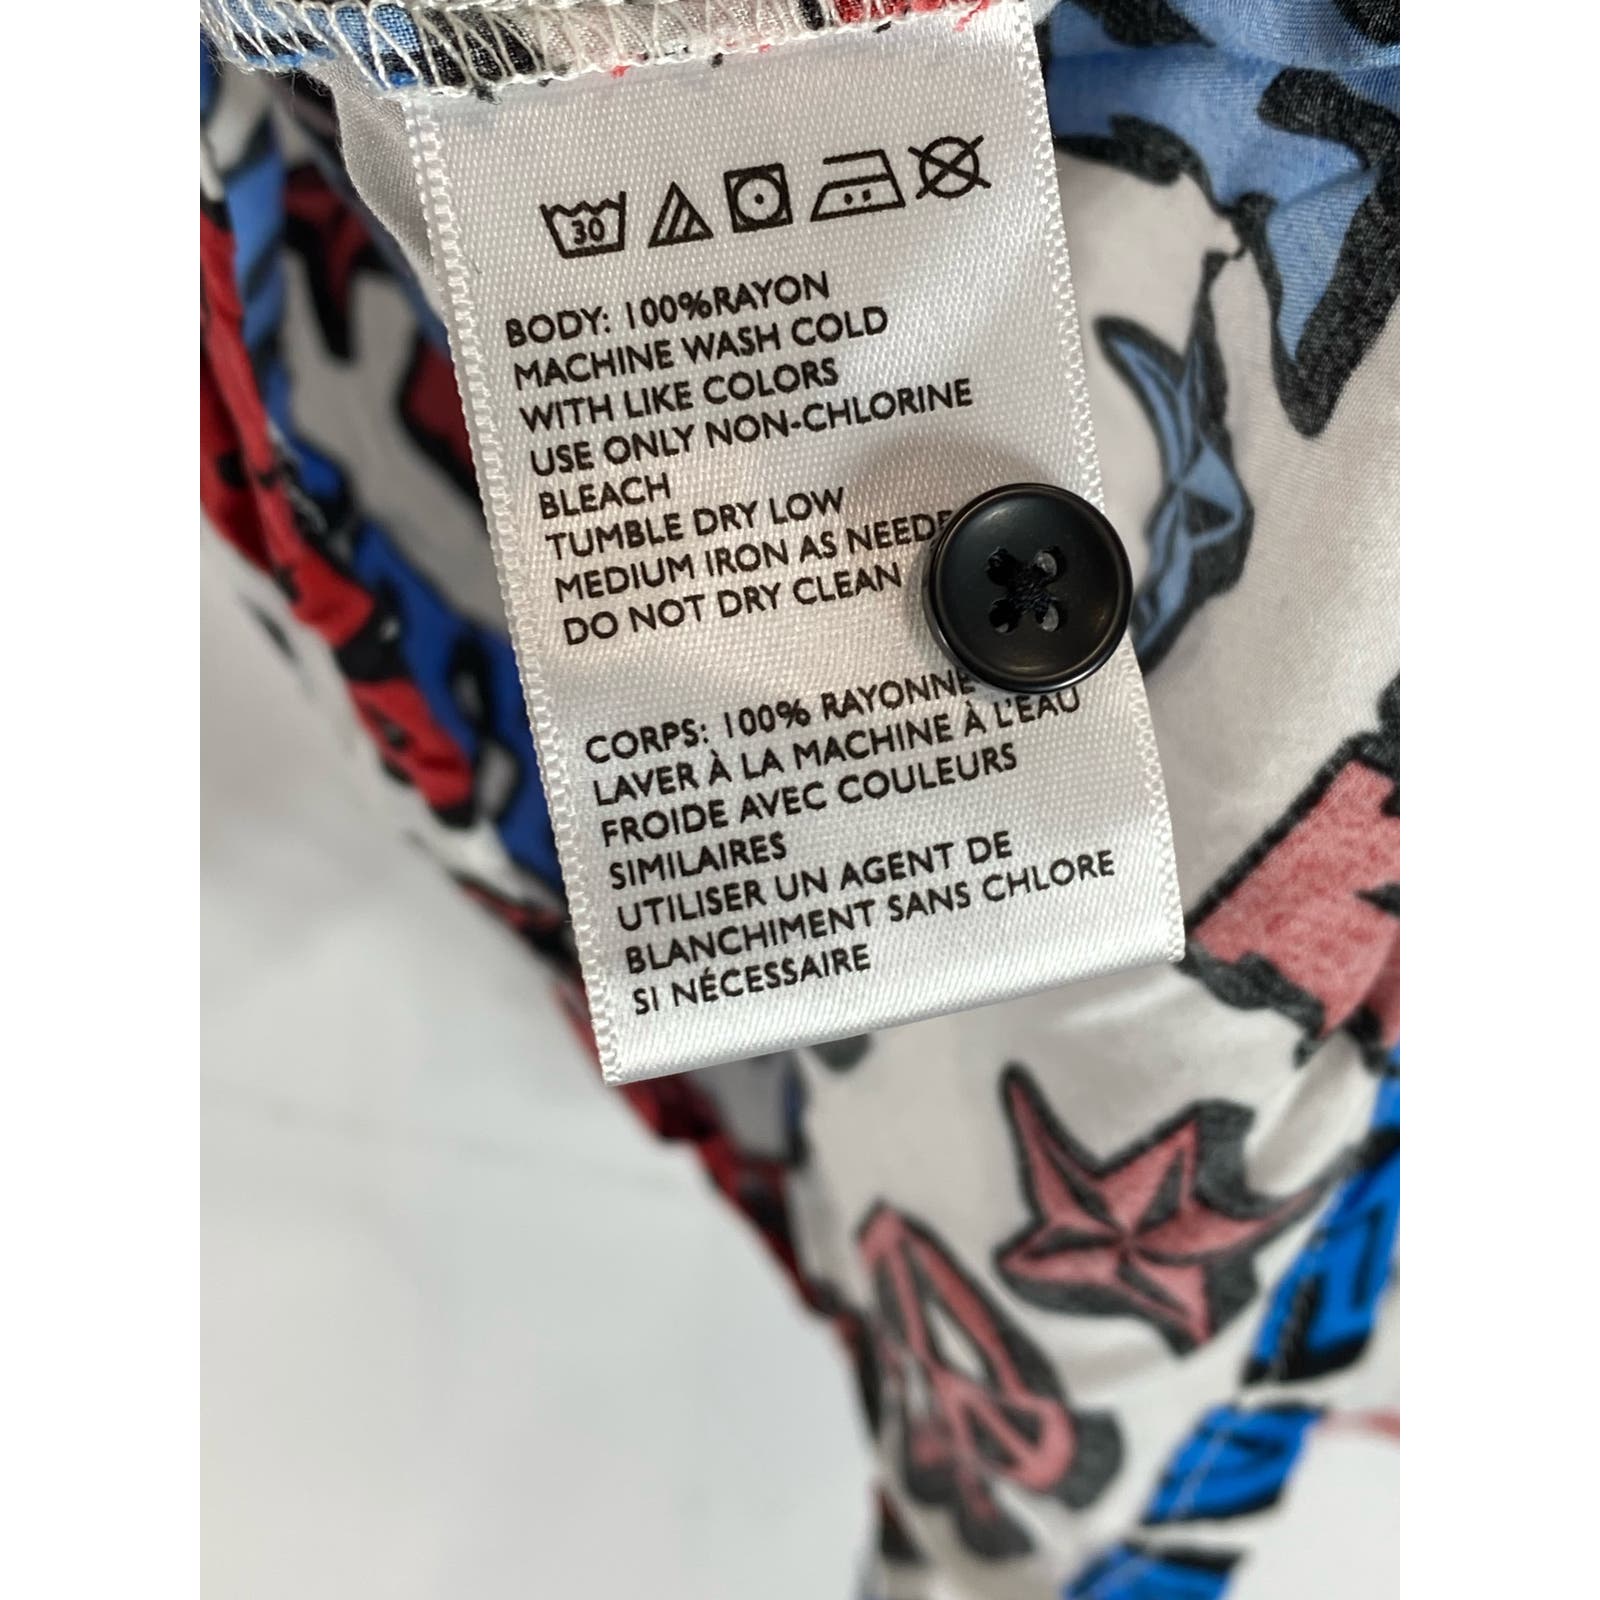 30
BODY: 100%RAYON
MACHINE WASH COLD
WITH LIKE COLORS
USE ONLY NON-CHLORINE
BLEACH
TUMBLE DRY LOW
MEDIUM IRON AS NEEDE
DO NOT DRY CLEAN
CORPS: 100% RAYONNE
LAVER À LA MACHINE À L'EAU
FROIDE AVEC COULEURS
SIMILAIRES
UTILISER UN AGENT DE
BLANCHIMENT SANS CHLORE
SI NÉCESSAIRE